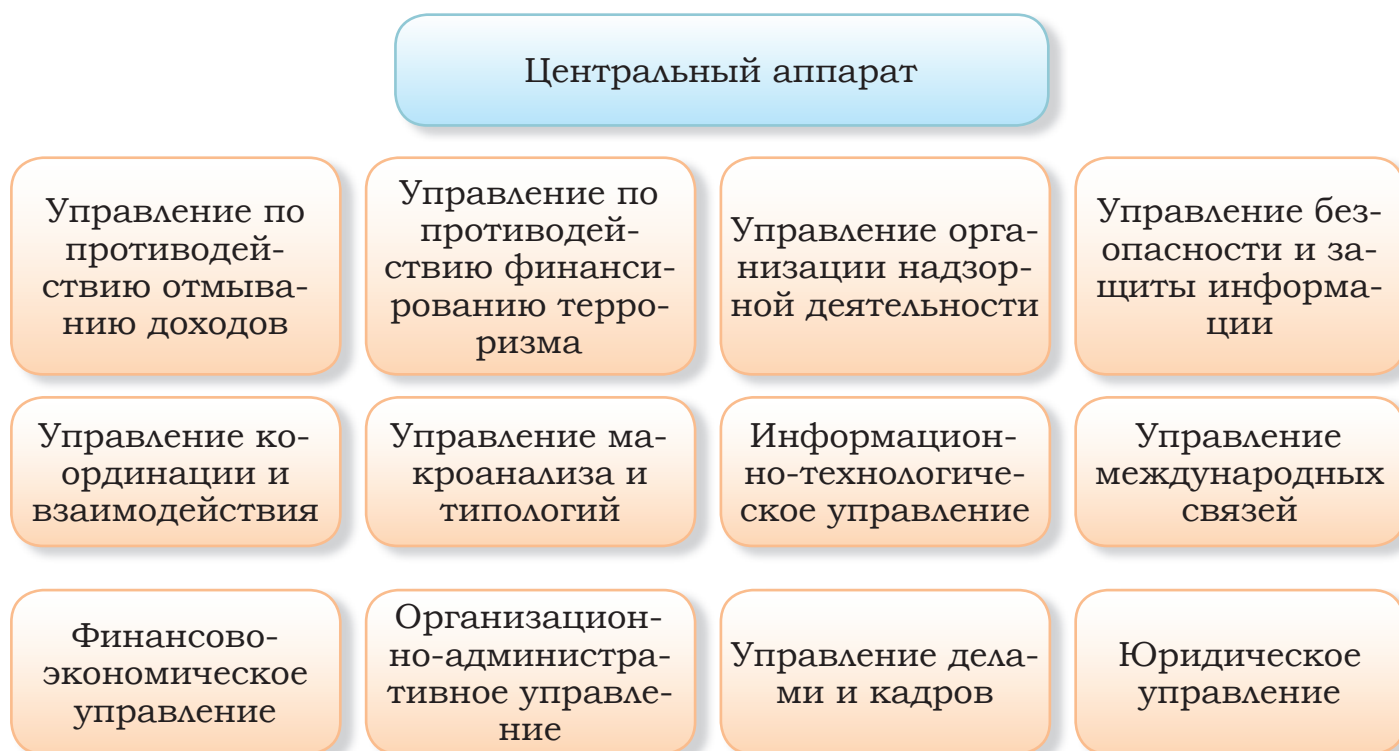 Центральный аппарат
Управление по
противодей-
ствию отмыва-
нию доходов
Управление по
противодей-
ствию финанси-
рованию терро-
ризма
Управление орга-
низации надзор-
ной деятельности
Управление без-
опасности и за-
щиты информа-
ции
Управление ко-
ординации и
взаимодействия
Управление ма-
кроанализа и
типологий
Информацион-
но-технологиче-
ское управление
Управление
международных
связей
Финансово-
экономическое
управление
Организацион-
но-администра-
тивное управле-
ние
Управление дела-
ми и кадров
Юридическое
управление